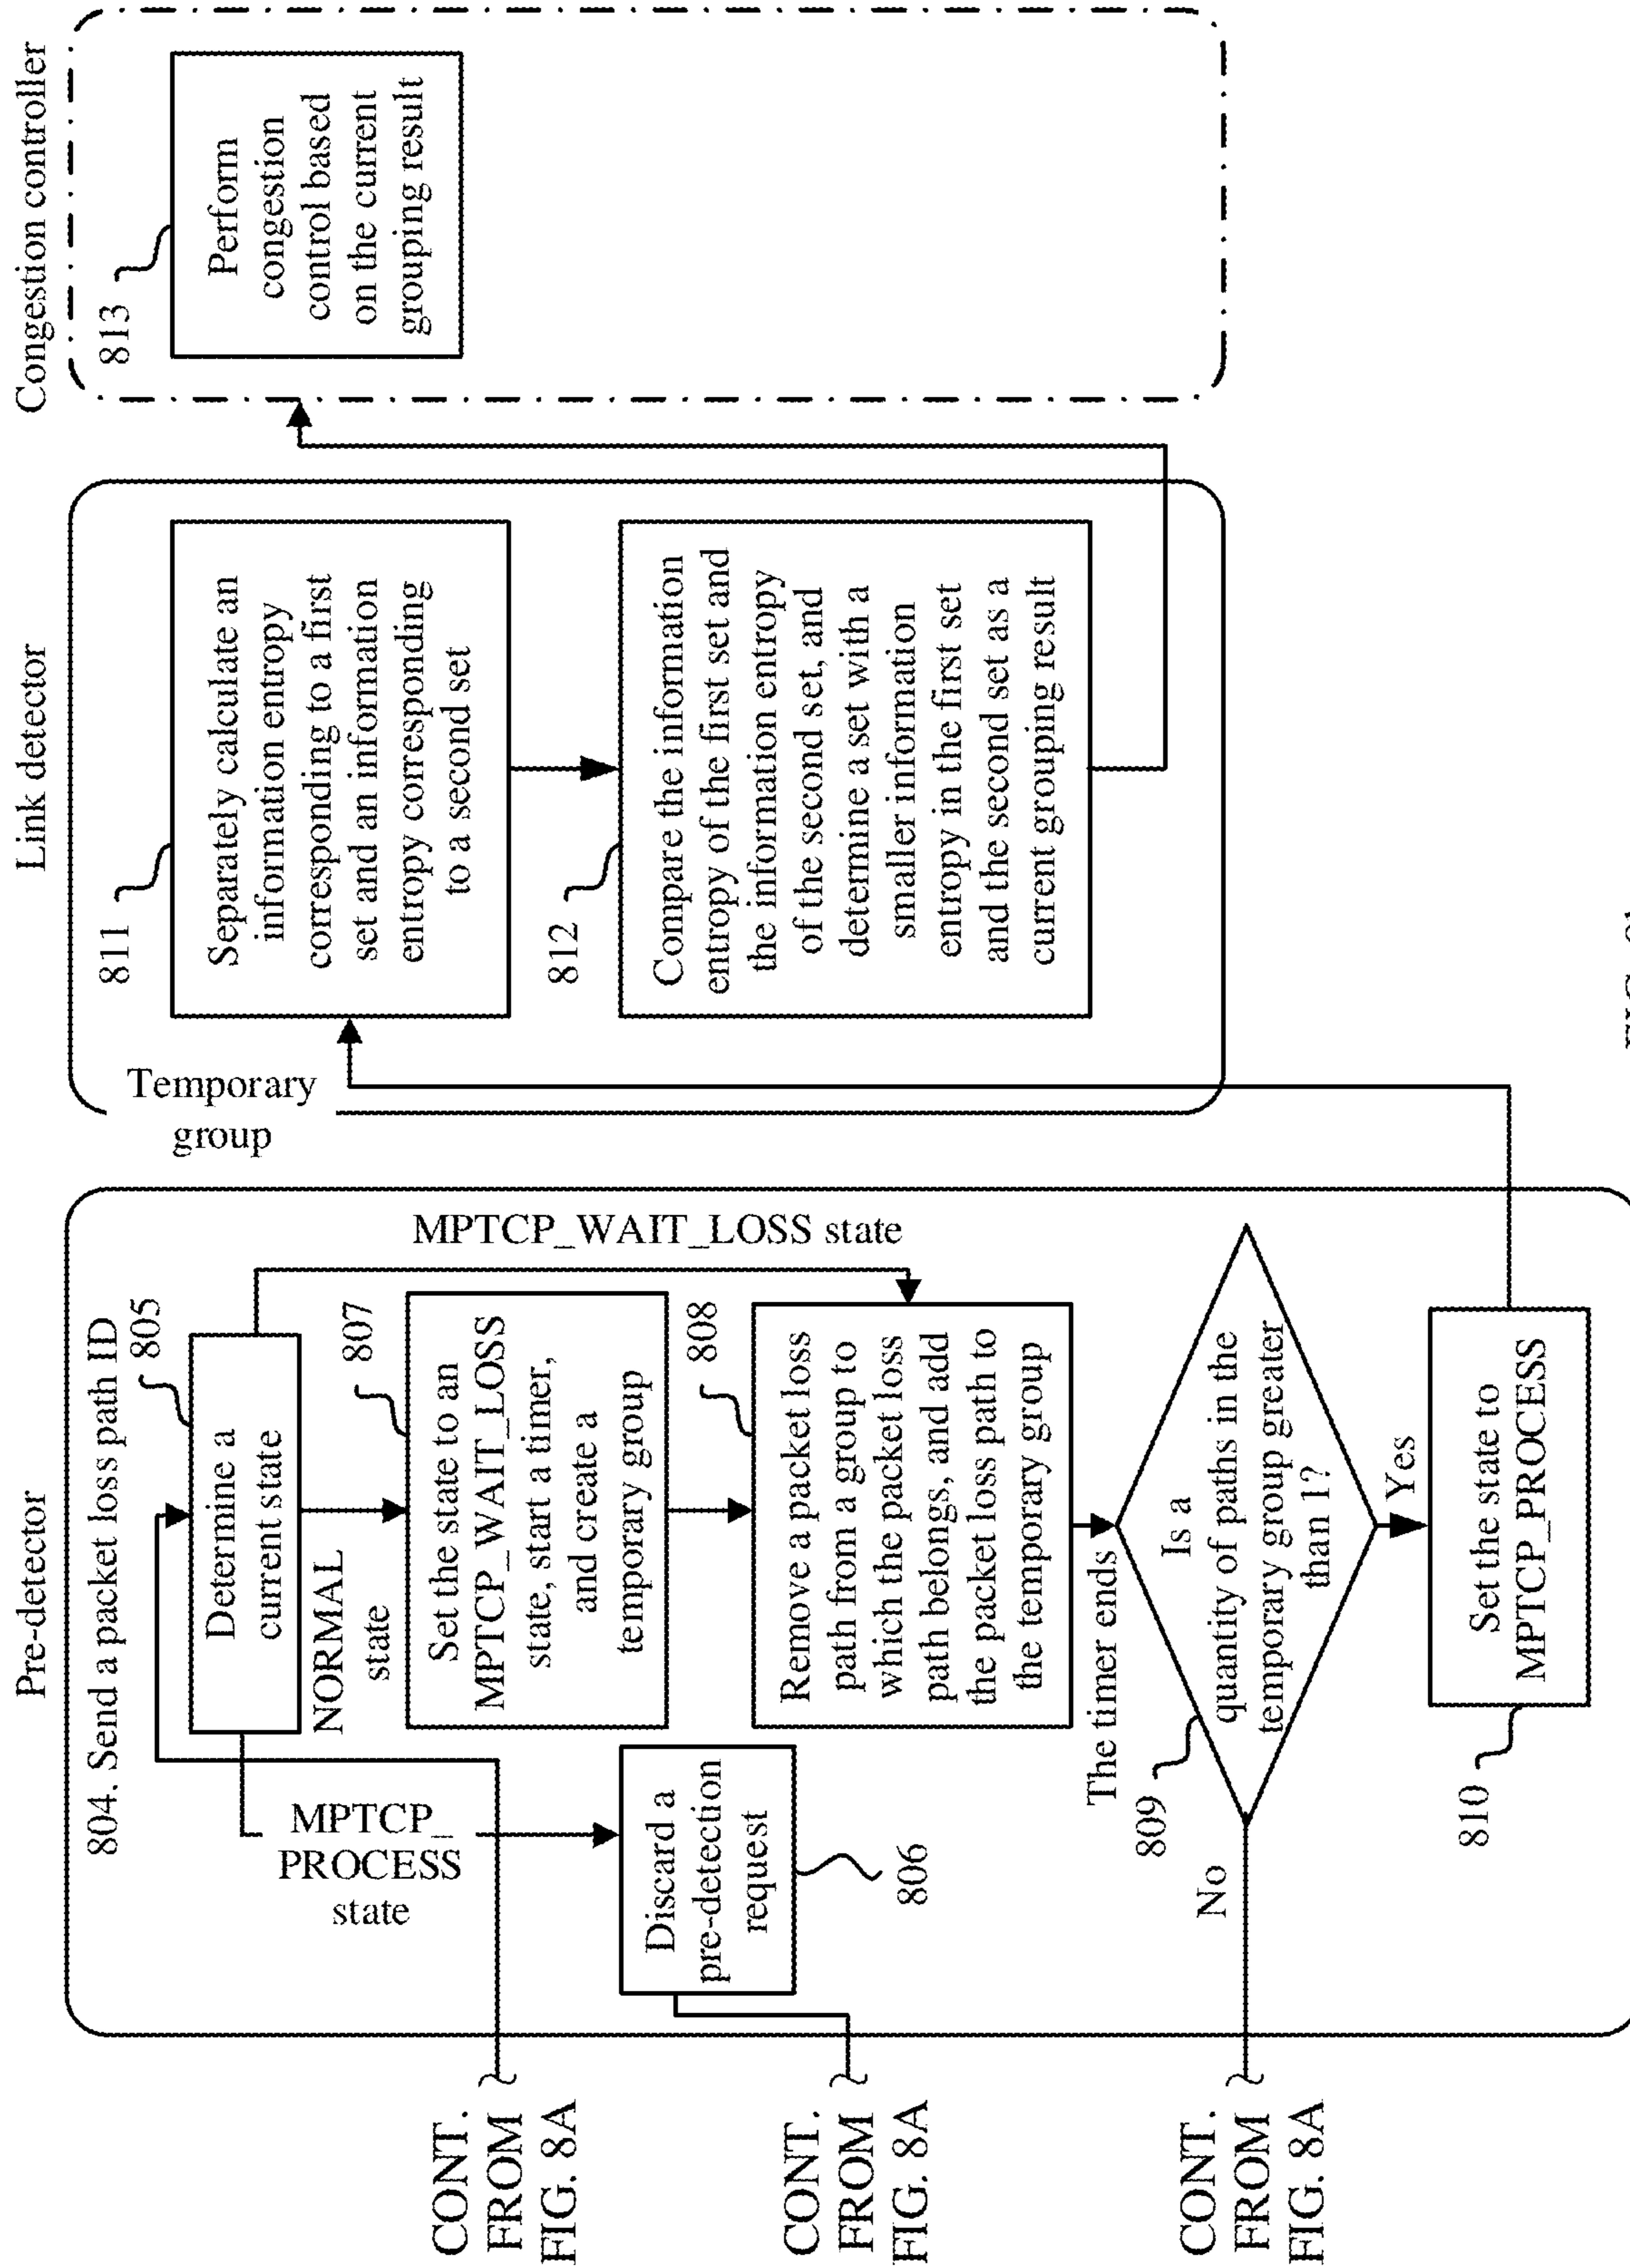 Pre-detector
804. Send a packet loss path ID
805
Determine a
current state
MPTCP_WAIT_LOSS state
NORMAL
state
MPTCP_
PROCESS
state
807
Set the state to an
MPTCP_WAIT_LOSS
state, start a timer,
and create a
temporary group
Discard a
pre-detection
request
806
808
Remove a packet loss
path from a group to
which the packet loss
path belongs, and add
the packet loss path to
the temporary group
The timer ends
809
Is a
quantity of paths in the
temporary group greater
than 1?
No
Yes
810
Set the state to
MPTCP_PROCESS
CONT.
FROM
FIG. 8A
CONT.
FROM
FIG. 8A
CONT.
FROM
FIG. 8A
Link detector
Temporary
group
811
Separately calculate an
information entropy
corresponding to a first
set and an information
entropy corresponding
to a second set
812
Compare the information
entropy of the first set and
the information entropy
of the second set, and
determine a set with a
smaller information
entropy in the first set
and the second set as a
current grouping result
Congestion controller
813
Perform
congestion
control based
on the current
grouping result